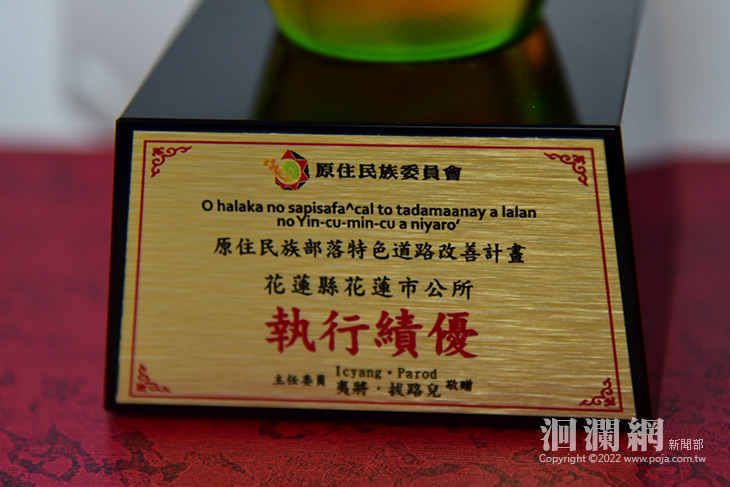 原住民族委員會
O halaka no sapisafa^cal to tadamaanay a lalan
no Yin-cu-min-cu a niyaro'
原住民族部落特色道路改善計畫
花蓮縣花蓮市公所
執行績優
Icyang · Parod
主任委員 夷將 · 拔路兒 敬贈
洄瀾網 新聞部
Copyright ©2022 www.poja.com.tw